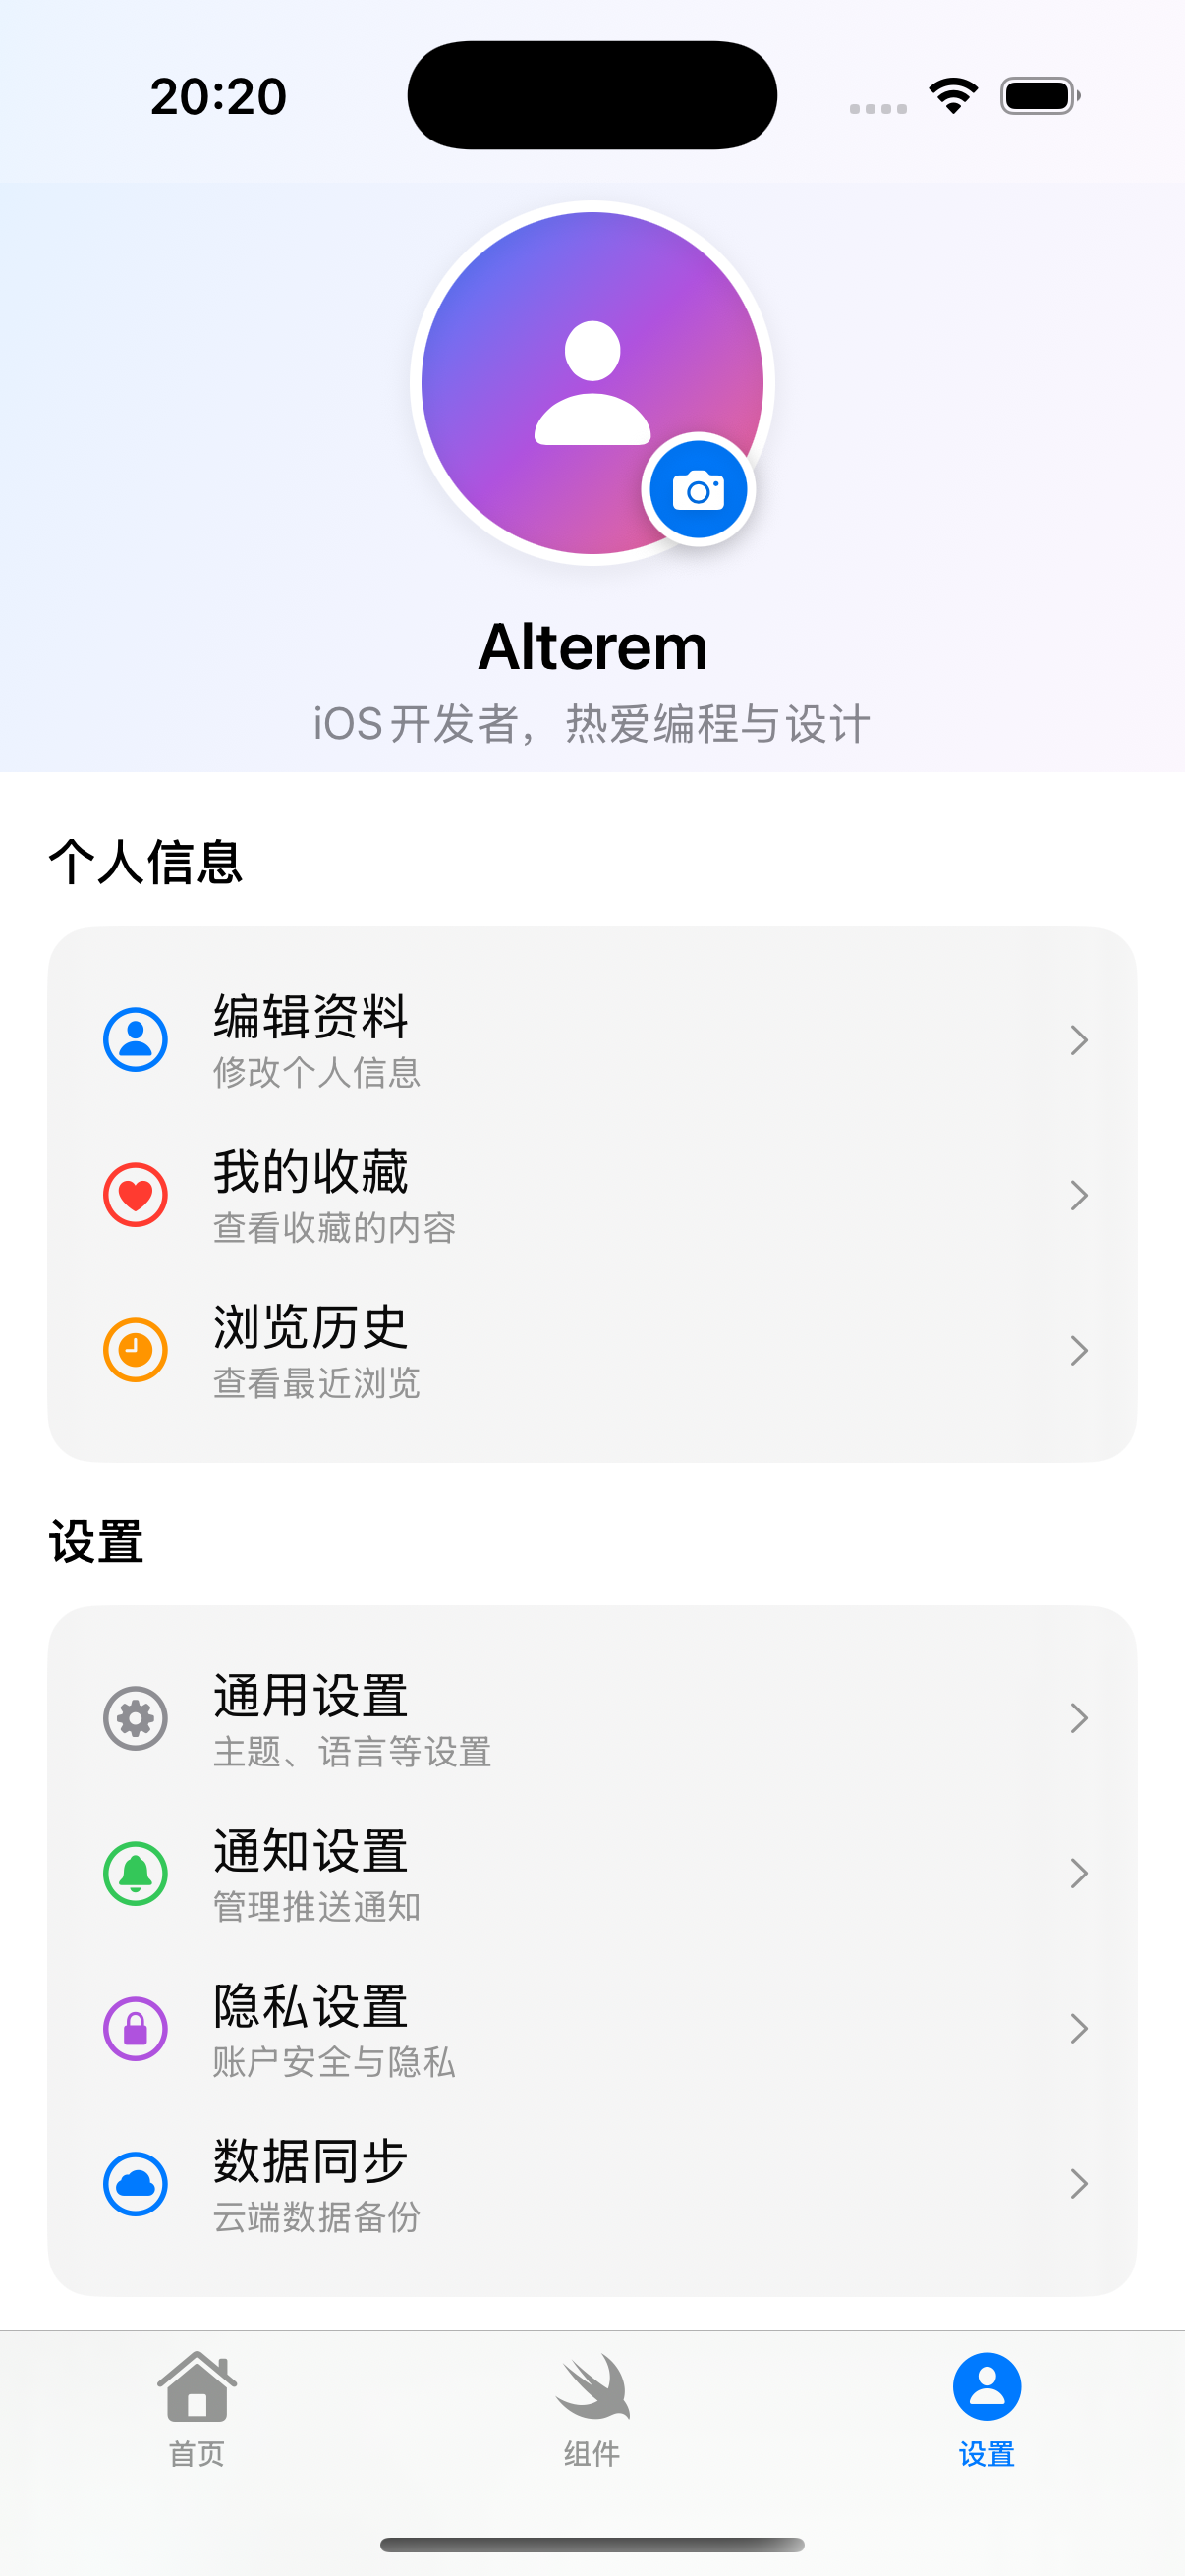 20:20
Alterem
iOS开发者，热爱编程与设计
个人信息
编辑资料
修改个人信息
我的收藏
查看收藏的内容
浏览历史
查看最近浏览
设置
通用设置
主题、语言等设置
通知设置
管理推送通知
隐私设置
账户安全与隐私
数据同步
云端数据备份
首页
组件
设置